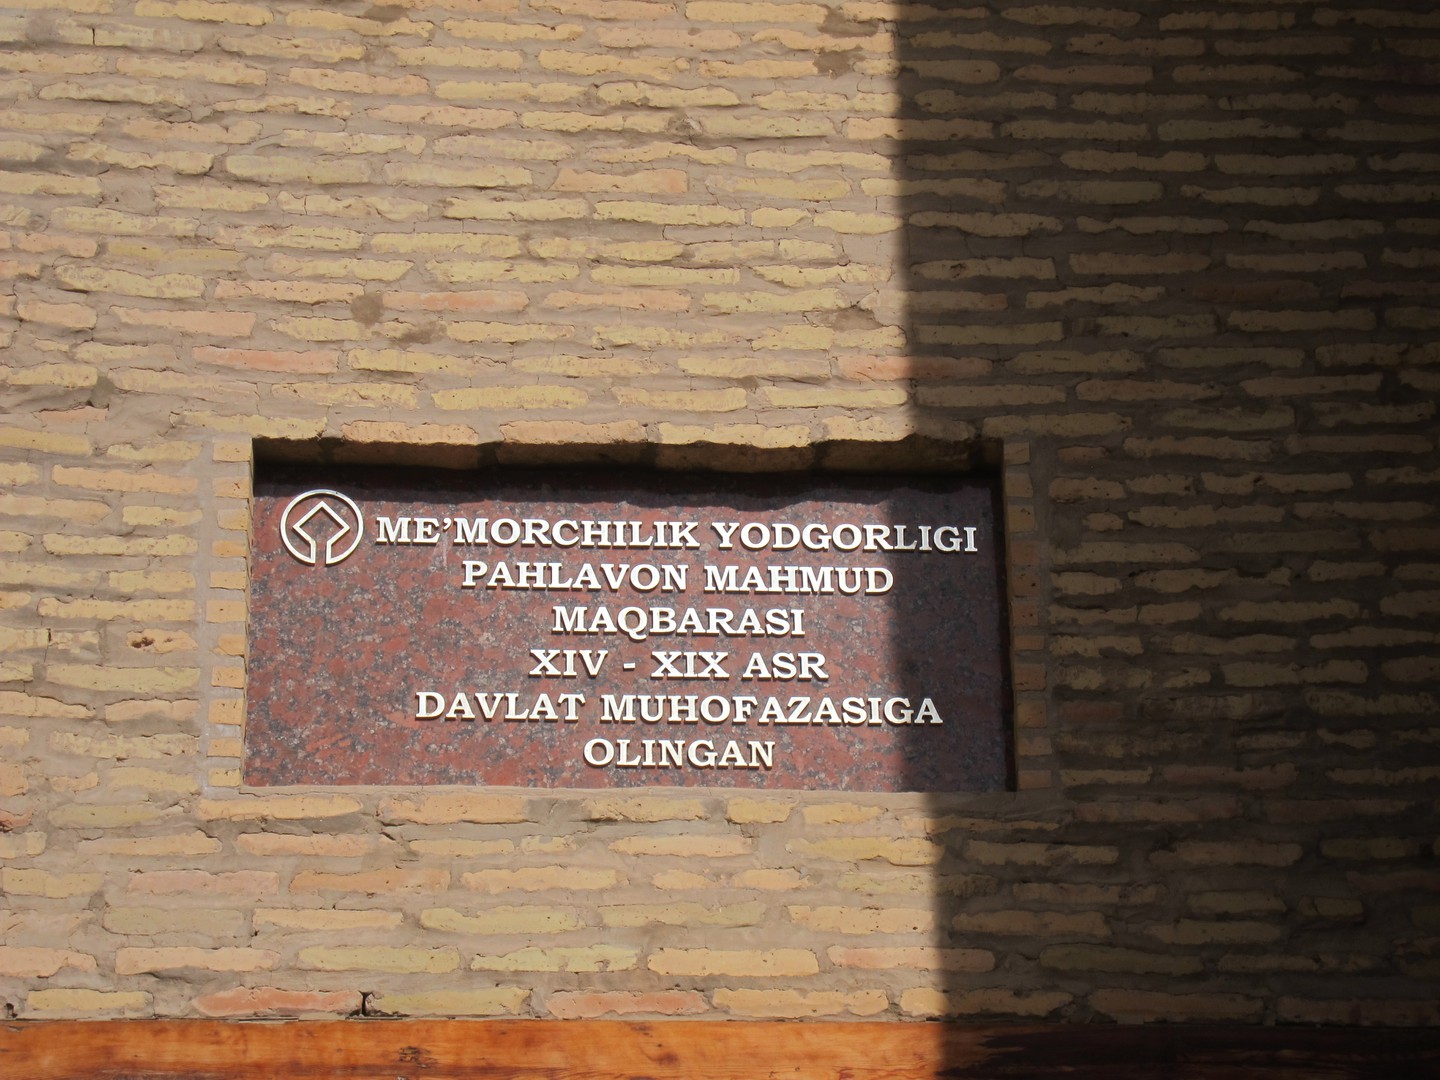 ME’MORCHILIK YODGORLIGI
PAHLAVON MAHMUD
MAQBARASI
XIV - XIX ASR
DAVLAT MUHOFAZASIGA
OLINGAN